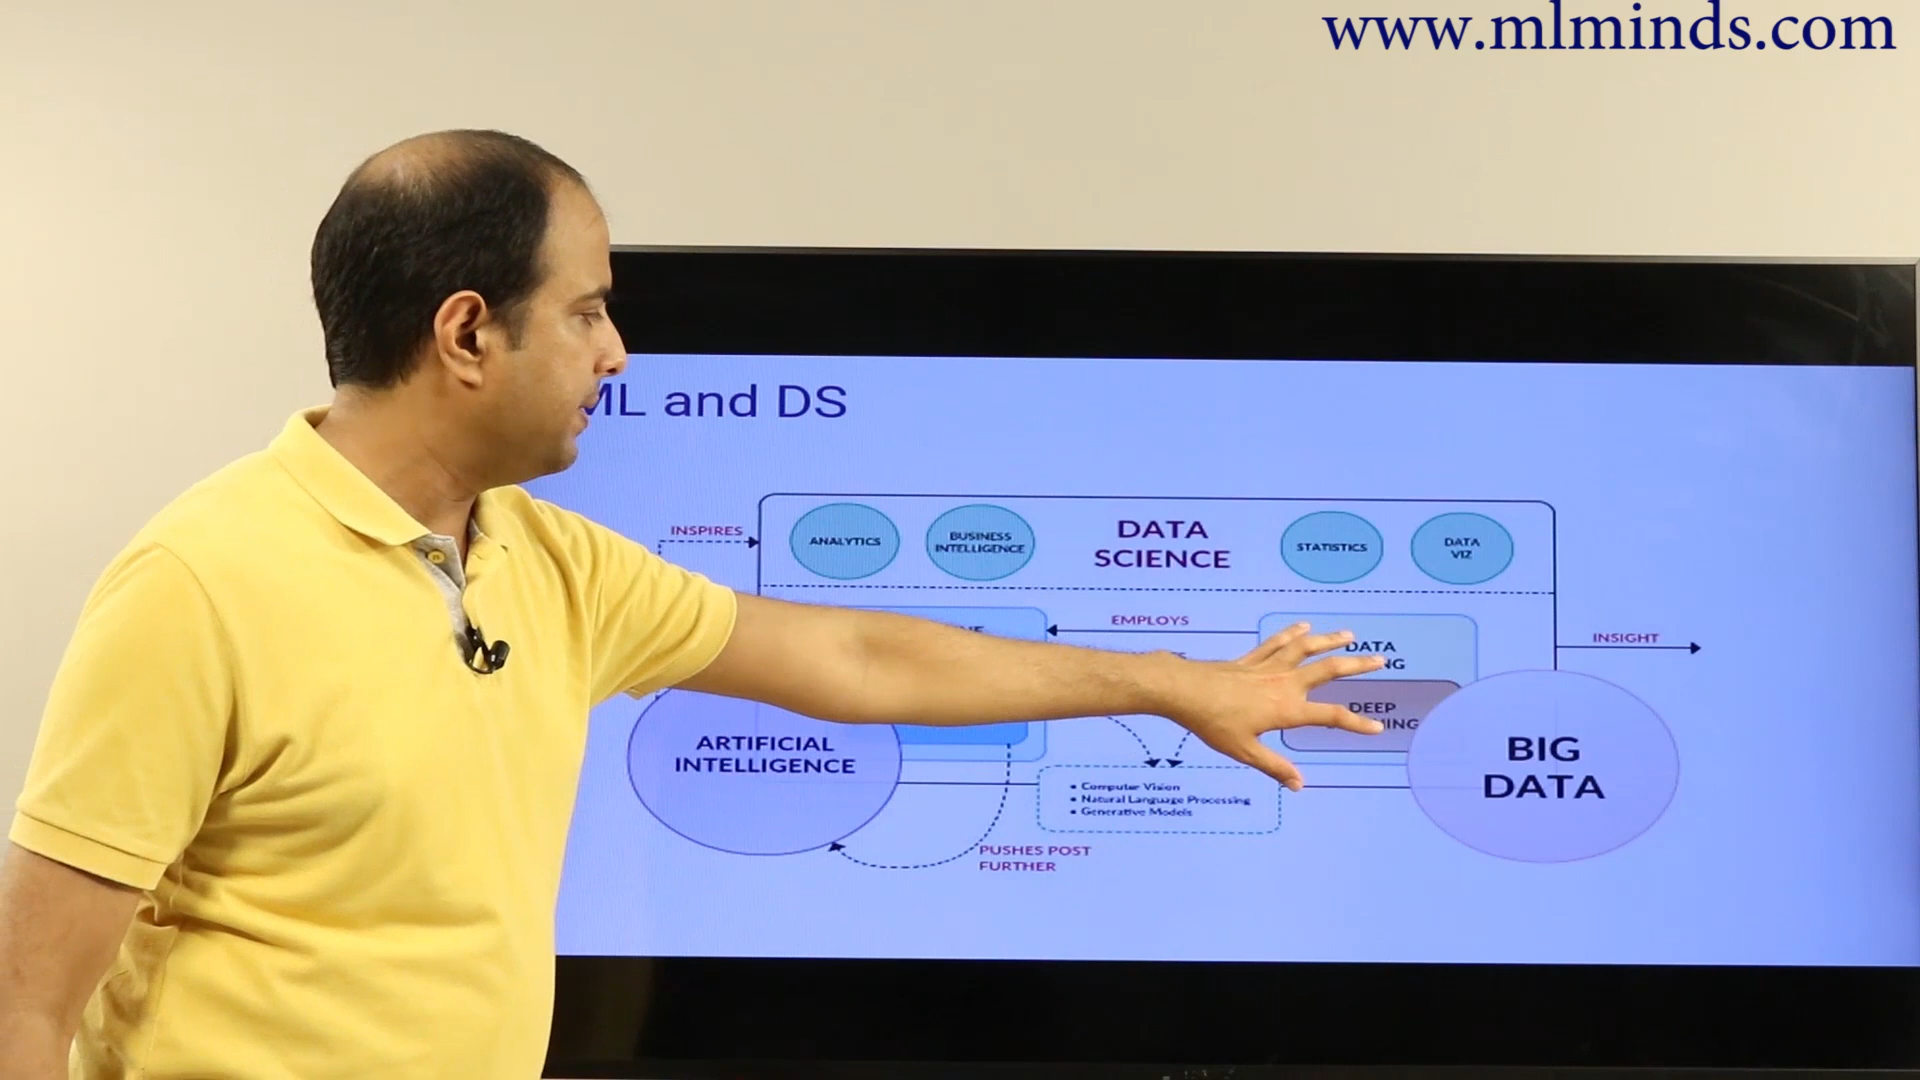 www.mlminds.com
ML and DS
INSPIRES
ANALYTICS
BUSINESS
INTELLIGENCE
DATA
SCIENCE
STATISTICS
DATA
VIZ
EMPLOYS
INSIGHT
DATA
DEEP
ARTIFICIAL
INTELLIGENCE
BIG
DATA
• Computer Vision
• Natural Language Processing
• Generative Models
PUSHES POST
FURTHER